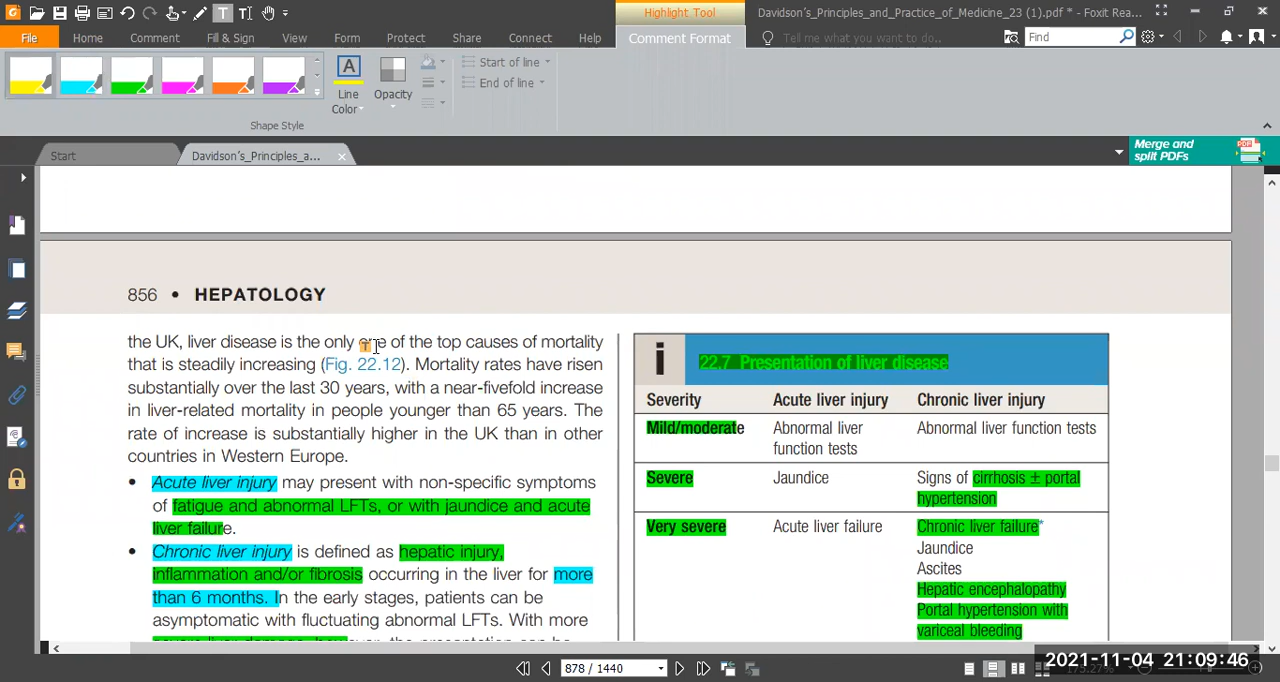 Highlight Tool
Davidson's_Principles_and_Practice_of_Medicine_23 (1).pdf * - Foxit Rea...
File
Home
Comment
Fill & Sign
View
Form
Protect
Share
Connect
Help
Comment Format
Tell me what you want to do..
Find
Line
Color
Opacity
Start of line
End of line
Shape Style
Start
Davidson's_Principles_a...
Merge and
split PDFs
856 • HEPATOLOGY
the UK, liver disease is the only one of the top causes of mortality
that is steadily increasing (Fig. 22.12). Mortality rates have risen
substantially over the last 30 years, with a near-fivefold increase
in liver-related mortality in people younger than 65 years. The
rate of increase is substantially higher in the UK than in other
countries in Western Europe.
• Acute liver injury may present with non-specific symptoms
of fatigue and abnormal LFTs, or with jaundice and acute
liver failure.
• Chronic liver injury is defined as hepatic injury,
inflammation and/or fibrosis occurring in the liver for more
than 6 months. In the early stages, patients can be
asymptomatic with fluctuating abnormal LFTs. With more
severe liver damage, however, the presentation can be
i
22.7 Presentation of liver disease
Severity
Acute liver injury
Chronic liver injury
Mild/moderate
Abnormal liver
function tests
Abnormal liver function tests
Severe
Jaundice
Signs of cirrhosis ± portal
hypertension
Very severe
Acute liver failure
Chronic liver failure*
Jaundice
Ascites
Hepatic encephalopathy
Portal hypertension with
variceal bleeding
878 / 1440
2021-11-04 21:09:46